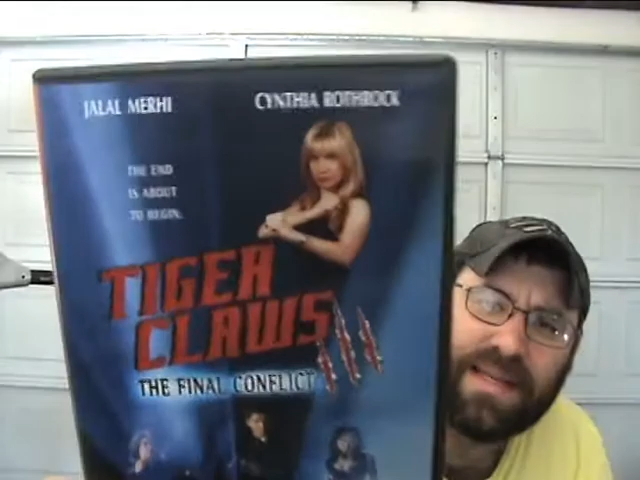 JALAL MERHI
CYNTHIA ROTHROCK
THE END
IS ABOUT
TO BEGIN.
TIGER
CLAWS III
THE FINAL CONFLICT